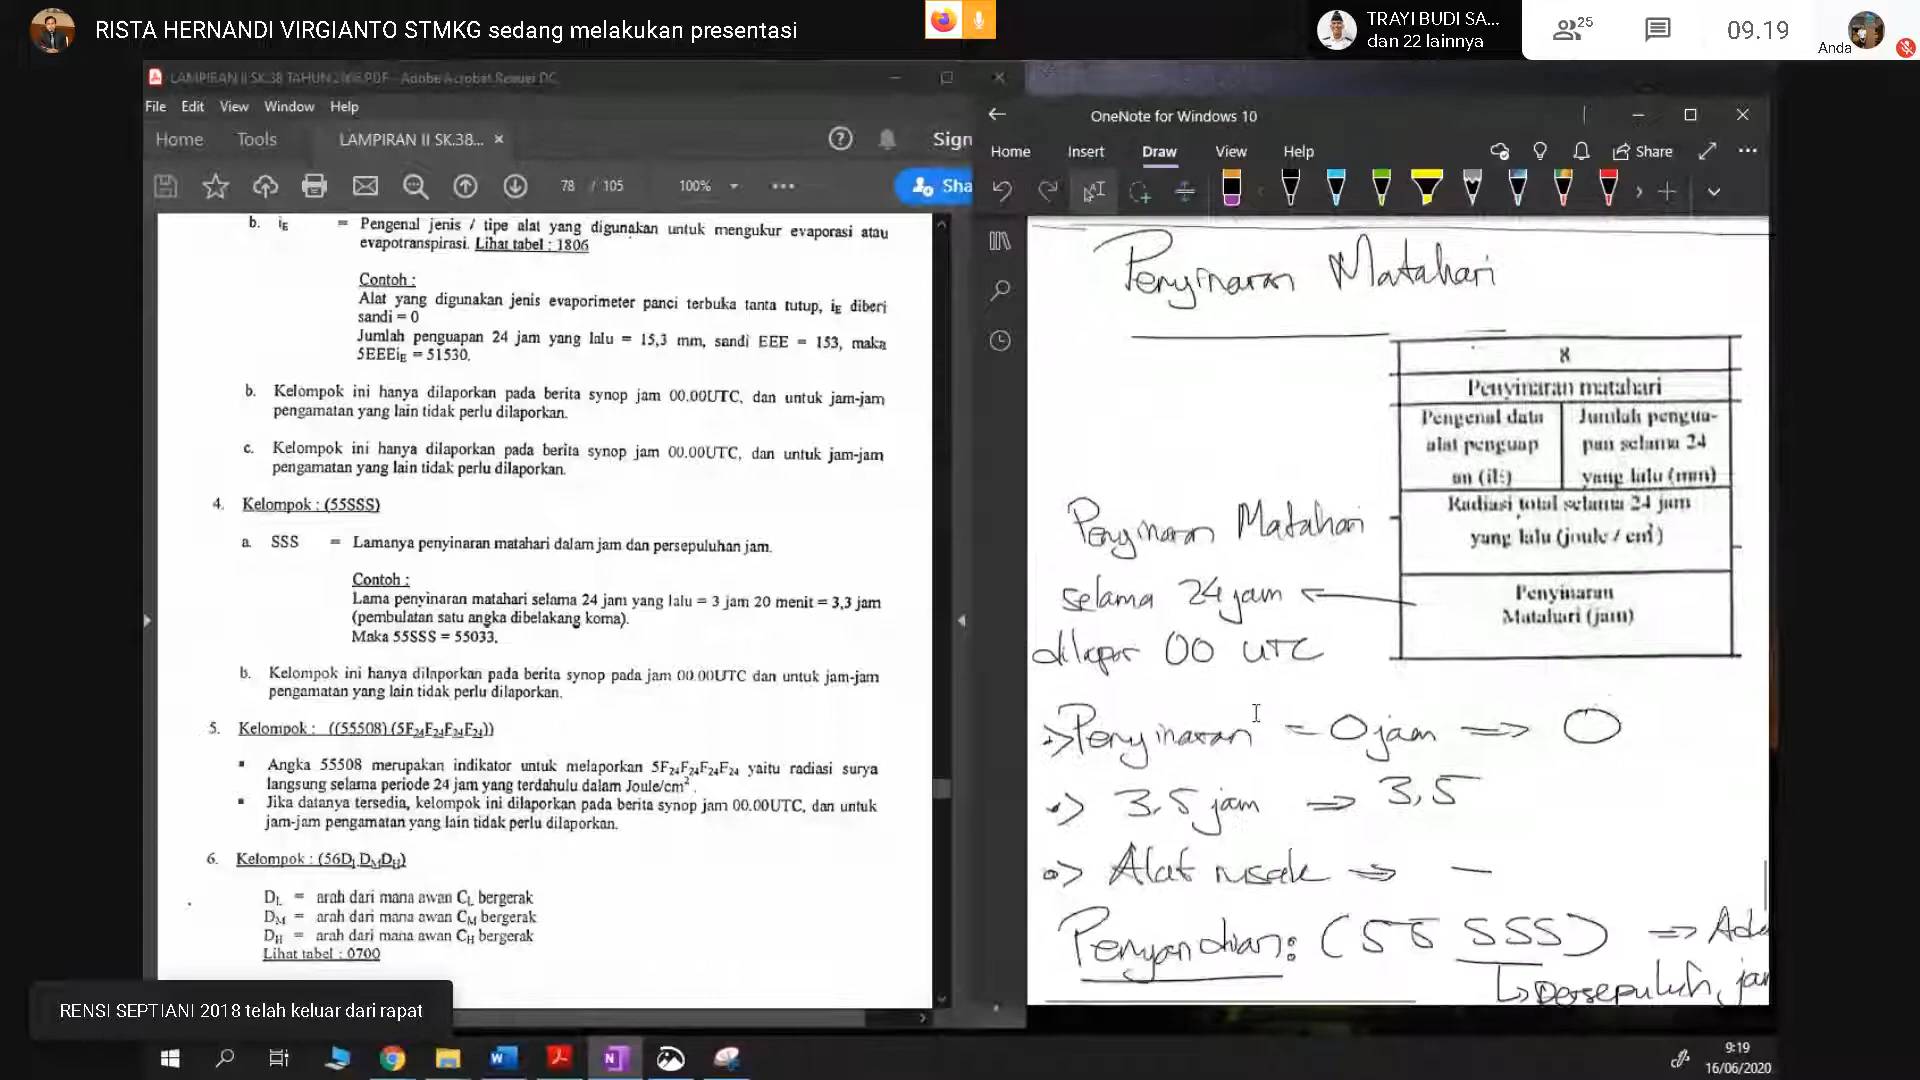 RISTA HERNANDI VIRGIANTO STMKG sedang melakukan presentasi
TRAYI BUDI SA...
dan 22 lainnya
25
09.19
Anda
LAMPIRAN II SK.38 TAHUN 2006.PDF - Adobe Acrobat Reader DC
File Edit View Window Help
Home Tools LAMPIRAN II SK.38... Sign
78 / 105 100% Sha
b. iE = Pengenal jenis / tipe alat yang digunakan untuk mengukur evaporasi atau
evapotranspirasi. Lihat tabel : 1806
Contoh :
Alat yang digunakan jenis evaporimeter panci terbuka tanta tutup, iE diberi
sandi = 0
Jumlah penguapan 24 jam yang lalu = 15,3 mm, sandi EEE = 153, maka
5EEEiE = 51530.
b. Kelompok ini hanya dilaporkan pada berita synop jam 00.00UTC, dan untuk jam-jam
pengamatan yang lain tidak perlu dilaporkan.
c. Kelompok ini hanya dilaporkan pada berita synop jam 00.00UTC, dan untuk jam-jam
pengamatan yang lain tidak perlu dilaporkan.
4. Kelompok : (55SSS)
a. SSS = Lamanya penyinaran matahari dalam jam dan persepuluhan jam.
Contoh :
Lama penyinaran matahari selama 24 jam yang lalu = 3 jam 20 menit = 3,3 jam
(pembulatan satu angka dibelakang koma).
Maka 55SSS = 55033.
b. Kelompok ini hanya dilaporkan pada berita synop pada jam 00.00UTC dan untuk jam-jam
pengamatan yang lain tidak perlu dilaporkan.
5. Kelompok : ((55508) (5F24F24F24F24))
▪ Angka 55508 merupakan indikator untuk melaporkan 5F24F24F24F24 yaitu radiasi surya
langsung selama periode 24 jam yang terdahulu dalam Joule/cm².
▪ Jika datanya tersedia, kelompok ini dilaporkan pada berita synop jam 00.00UTC, dan untuk
jam-jam pengamatan yang lain tidak perlu dilaporkan.
6. Kelompok : (56DLDMDH)
DL = arah dari mana awan CL bergerak
DM = arah dari mana awan CM bergerak
DH = arah dari mana awan CH bergerak
Lihat tabel : 0700
OneNote for Windows 10
Home Insert Draw View Help Share
Penyinaran Matahari
8
Penyinaran matahari
Pengenal data
alat penguap
an (iE)
Jumlah pengua-
pan selama 24
yang lalu (mm)
Radiasi total selama 24 jam
yang lalu (joule / cm²)
Penyinaran
Matahari (jam)
Penyinaran Matahari
selama 24 jam
dilapor 00 UTC
Penyinaran = 0 jam => 0
3,5 jam => 3,5
Alat rusak => —
Penyandian: (55 SSS) => Ada
persepuluh jam
RENSI SEPTIANI 2018 telah keluar dari rapat
9:19
16/06/2020